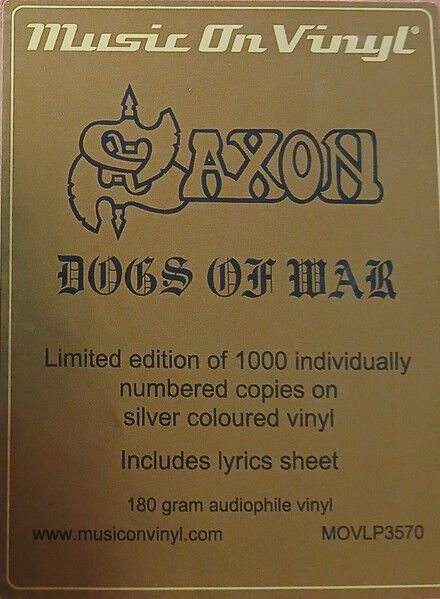 Music On Vinyl®
SAXON
DOGS OF WAR
Limited edition of 1000 individually
numbered copies on
silver coloured vinyl
Includes lyrics sheet
180 gram audiophile vinyl
www.musiconvinyl.com MOVLP3570